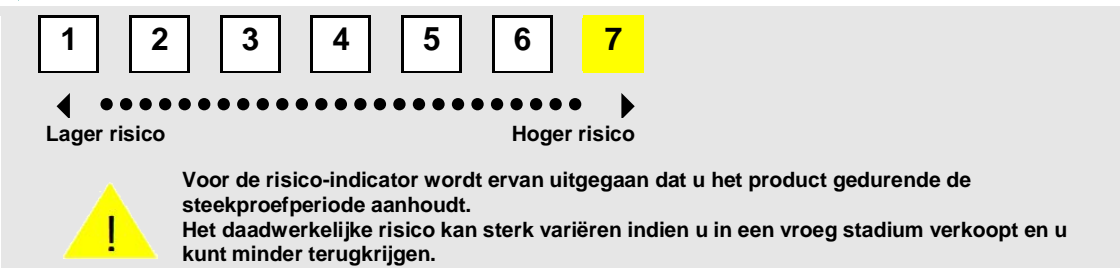 1 2 3 4 5 6 7
Lager risico Hoger risico
!
Voor de risico-indicator wordt ervan uitgegaan dat u het product gedurende de
steekproefperiode aanhoudt.
Het daadwerkelijke risico kan sterk variëren indien u in een vroeg stadium verkoopt en u
kunt minder terugkrijgen.